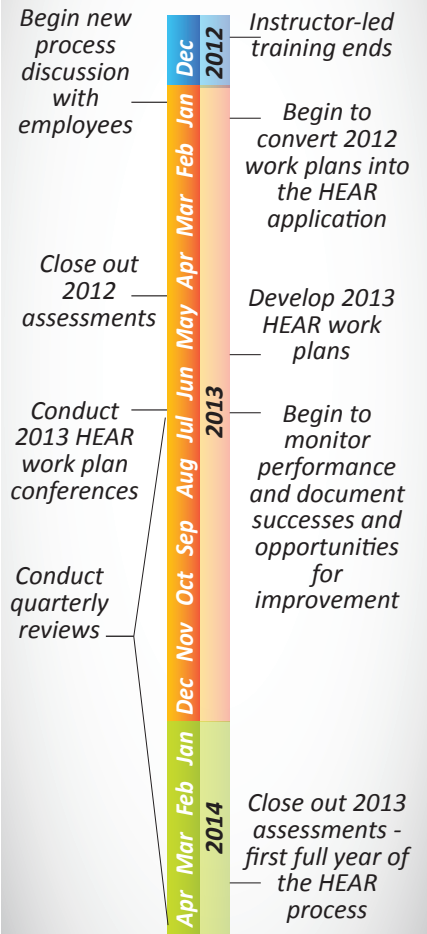 Begin new
process
discussion
with
employees
Instructor-led
training ends
Dec
2012
Begin to
convert 2012
work plans into
the HEAR
application
Close out
2012
assessments
Develop 2013
HEAR work
plans
Conduct
2013 HEAR
work plan
conferences
Begin to
monitor
performance
and document
successes and
opportunities
for
improvement
Conduct
quarterly
reviews
Jan
Feb
Mar
Apr
May
Jun
Jul
Aug
Sep
Oct
Nov
Dec
2013
Jan
Feb
Mar
Apr
2014
Close out 2013
assessments -
first full year of
the HEAR
process